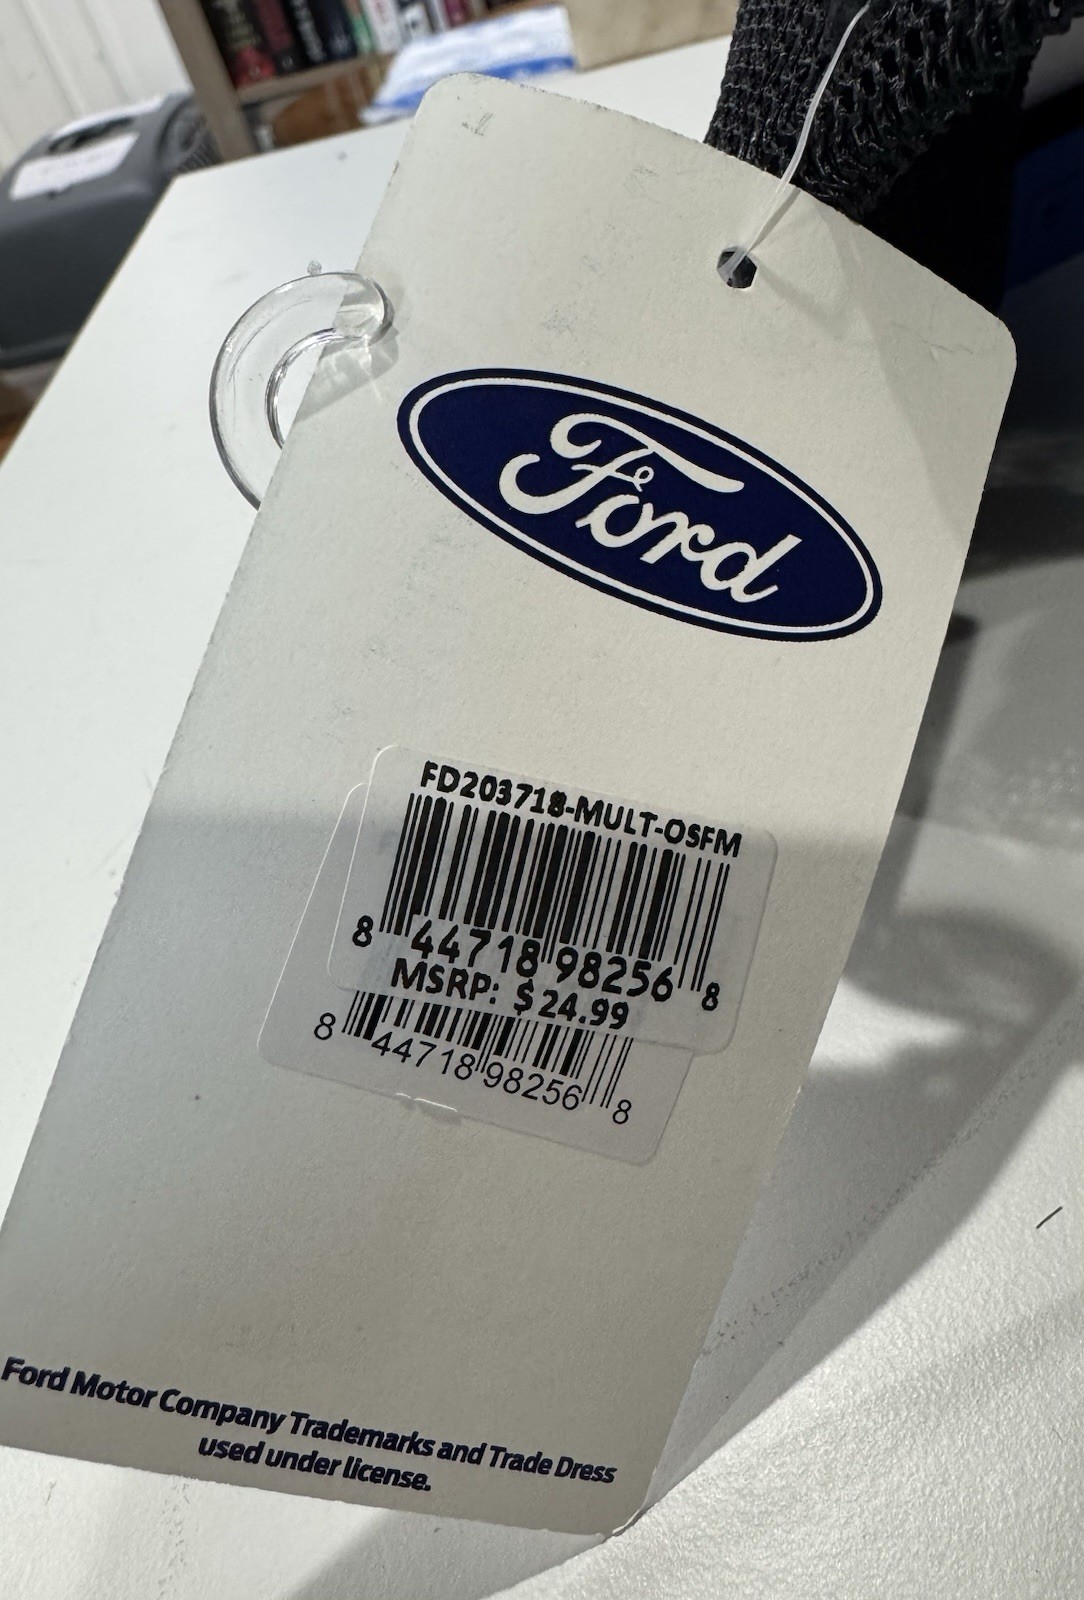 Ford
FD203718-MULT-OSFM
8 44718 98256 8
MSRP: $24.99
8 44718 98256 8
Ford Motor Company Trademarks and Trade Dress
used under license.